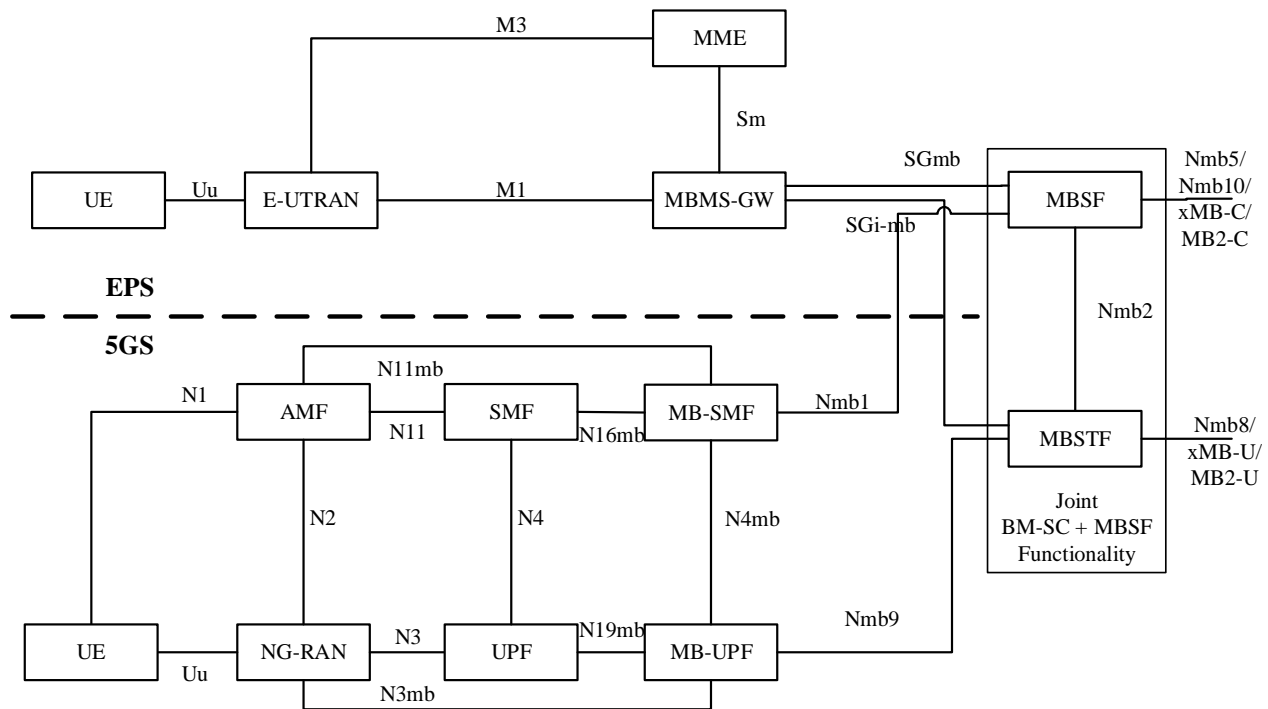 M3
MME
Sm
SGmb
Nmb5/
Nmb10/
xMB-C/
MB2-C
UE
Uu
E-UTRAN
M1
MBMS-GW
MBSF
SGi-mb
EPS
Nmb2
5GS
N11mb
N1
AMF
N11
SMF
N16mb
MB-SMF
Nmb1
MBSTF
Nmb8/
xMB-U/
MB2-U
Joint
BM-SC + MBSF
Functionality
N2
N4
N4mb
UE
Uu
NG-RAN
N3
UPF
N19mb
MB-UPF
Nmb9
N3mb